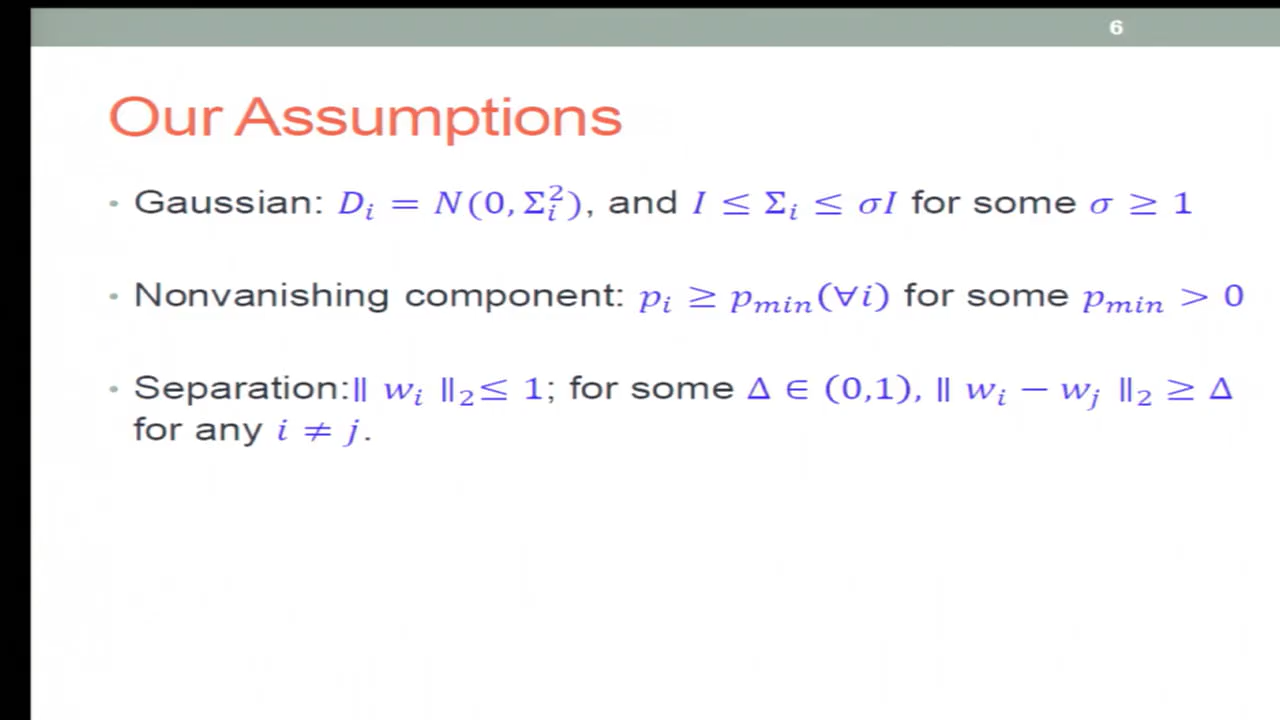 6
Our Assumptions
• Gaussian: D_i = N(0, Σ_i^2), and I ≤ Σ_i ≤ σI for some σ ≥ 1
• Nonvanishing component: p_i ≥ p_min(∀i) for some p_min > 0
• Separation:‖ w_i ‖_2≤ 1; for some Δ ∈ (0,1), ‖ w_i − w_j ‖_2 ≥ Δ
for any i ≠ j.